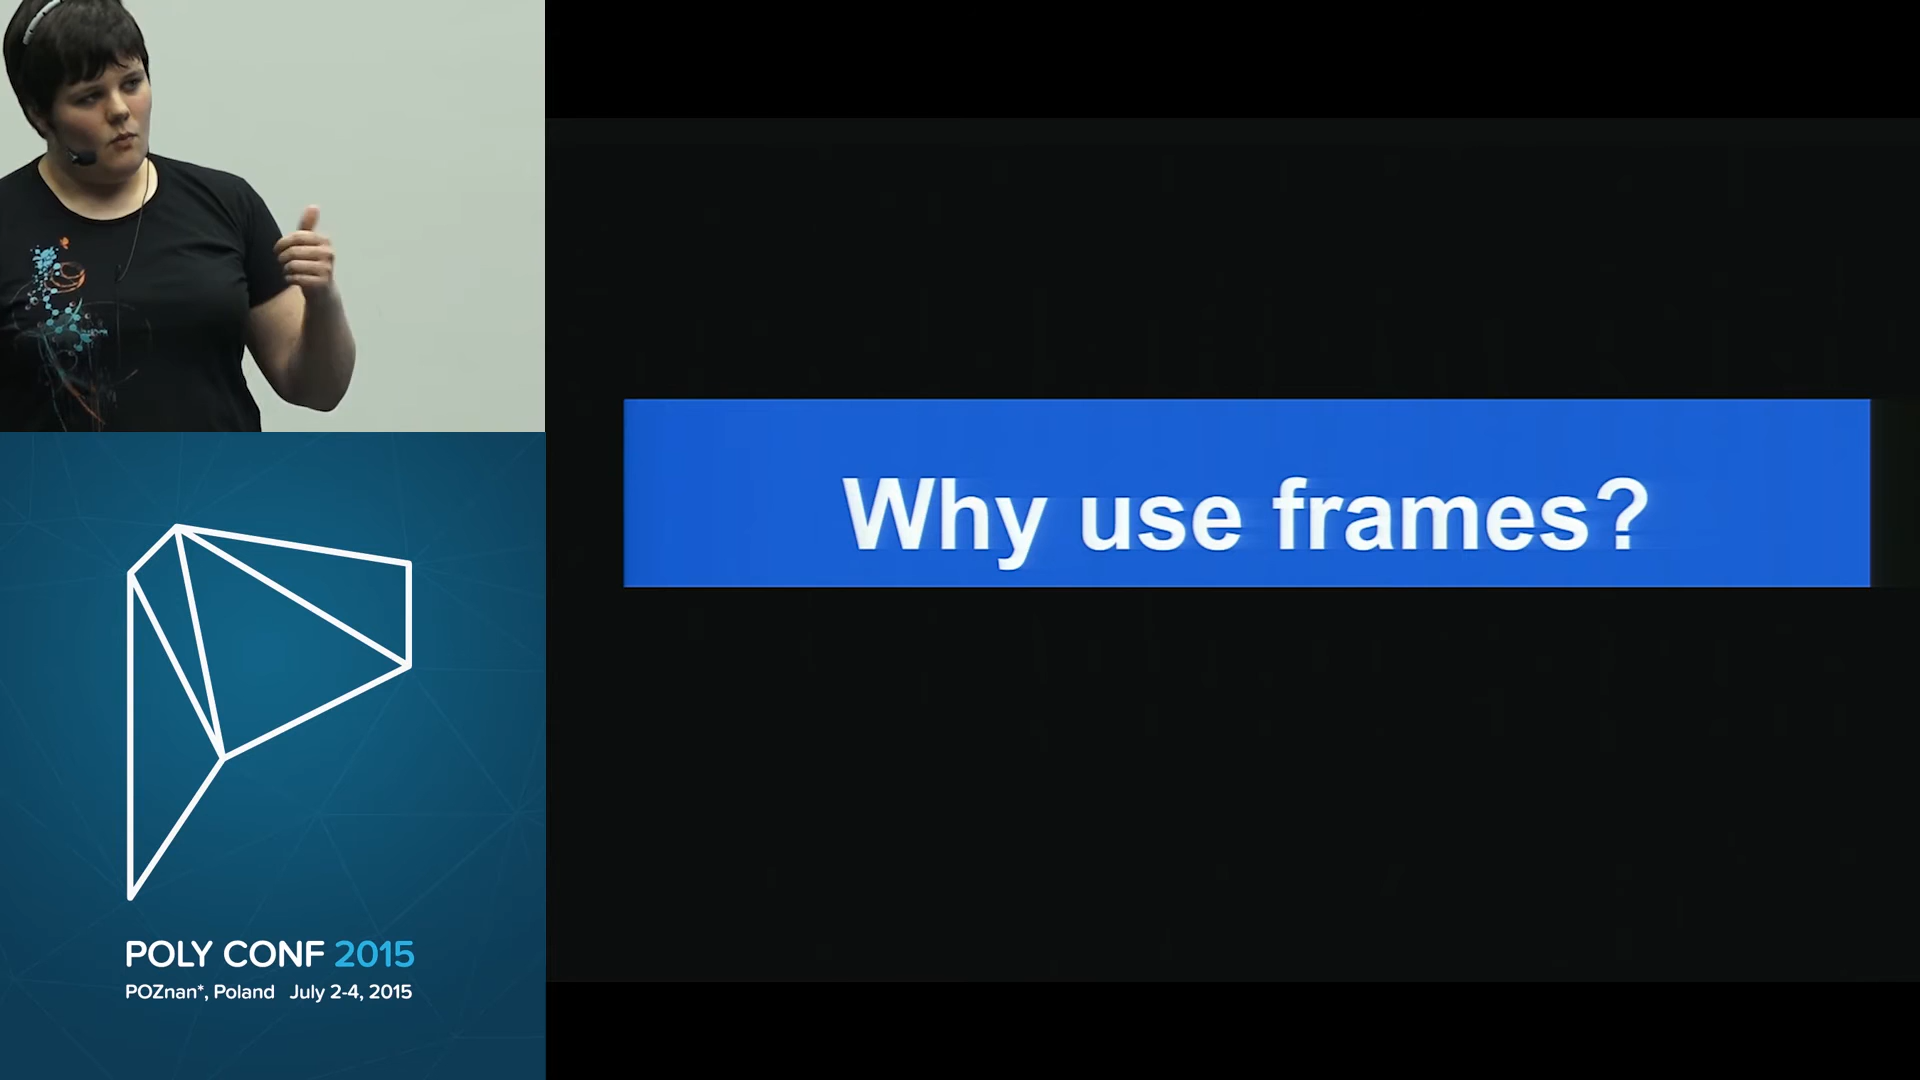 Why use frames?
POLY CONF 2015
POZnan*, Poland July 2-4, 2015